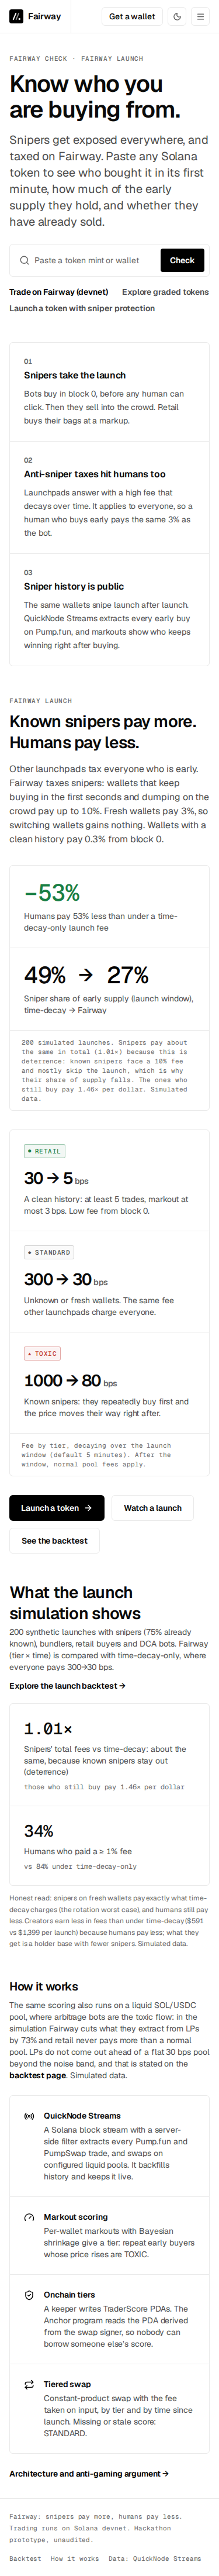 Fairway
Get a wallet
FAIRWAY CHECK · FAIRWAY LAUNCH
Know who you
are buying from.
Snipers get exposed everywhere, and
taxed on Fairway. Paste any Solana
token to see who bought it in its first
minute, how much of the early
supply they hold, and whether they
have already sold.
Paste a token mint or wallet
Check
Trade on Fairway (devnet)
Explore graded tokens
Launch a token with sniper protection
01
Snipers take the launch
Bots buy in block 0, before any human can
click. Then they sell into the crowd. Retail
buys their bags at a markup.
02
Anti-sniper taxes hit humans too
Launchpads answer with a high fee that
decays over time. It applies to everyone, so a
human who buys early pays the same 3% as
the bot.
03
Sniper history is public
The same wallets snipe launch after launch.
QuickNode Streams extracts every early buy
on Pump.fun, and markouts show who keeps
winning right after buying.
FAIRWAY LAUNCH
Known snipers pay more.
Humans pay less.
Other launchpads tax everyone who is early.
Fairway taxes snipers: wallets that keep
buying in the first seconds and dumping on the
crowd pay up to 10%. Fresh wallets pay 3%, so
switching wallets gains nothing. Wallets with a
clean history pay 0.3% from block 0.
−53%
Humans pay 53% less than under a time-
decay-only launch fee
49% → 27%
Sniper share of early supply (launch window),
time-decay → Fairway
200 simulated launches. Snipers pay about
the same in total (1.01×) because this is
deterrence: known snipers face a 10% fee
and mostly skip the launch, which is why
their share of supply falls. The ones who
still buy pay 1.46× per dollar. Simulated
data.
RETAIL
30 → 5 bps
A clean history: at least 5 trades, markout at
most 3 bps. Low fee from block 0.
STANDARD
300 → 30 bps
Unknown or fresh wallets. The same fee
other launchpads charge everyone.
TOXIC
1000 → 80 bps
Known snipers: they repeatedly buy first and
the price moves their way right after.
Fee by tier, decaying over the launch
window (default 5 minutes). After the
window, normal pool fees apply.
Launch a token →
Watch a launch
See the backtest
What the launch
simulation shows
200 synthetic launches with snipers (75% already
known), bundlers, retail buyers and DCA bots. Fairway
(tier × time) is compared with time-decay-only, where
everyone pays 300→30 bps.
Explore the launch backtest →
1.01×
Snipers' total fees vs time-decay: about the
same, because known snipers stay out
(deterrence)
those who still buy pay 1.46× per dollar
34%
Humans who paid a ≥ 1% fee
vs 84% under time-decay-only
Honest read: snipers on fresh wallets pay exactly what time-
decay charges (the rotation worst case), and humans still pay
less. Creators earn less in fees than under time-decay ($591
vs $1,399 per launch) because humans pay less; what they
get is a holder base with fewer snipers. Simulated data.
How it works
The same scoring also runs on a liquid SOL/USDC
pool, where arbitrage bots are the toxic flow: in the
simulation Fairway cuts what they extract from LPs
by 73% and retail never pays more than a normal
pool. LPs do not come out ahead of a flat 30 bps pool
beyond the noise band, and that is stated on the
backtest page. Simulated data.
QuickNode Streams
A Solana block stream with a server-
side filter extracts every Pump.fun and
PumpSwap trade, and swaps on
configured liquid pools. It backfills
history and keeps it live.
Markout scoring
Per-wallet markouts with Bayesian
shrinkage give a tier: repeat early buyers
whose price rises are TOXIC.
Onchain tiers
A keeper writes TraderScore PDAs. The
Anchor program reads the PDA derived
from the swap signer, so nobody can
borrow someone else's score.
Tiered swap
Constant-product swap with the fee
taken on input, by tier and by time since
launch. Missing or stale score:
STANDARD.
Architecture and anti-gaming argument →
Fairway: snipers pay more, humans pay less.
Trading runs on Solana devnet. Hackathon
prototype, unaudited.
Backtest How it works Data: QuickNode Streams